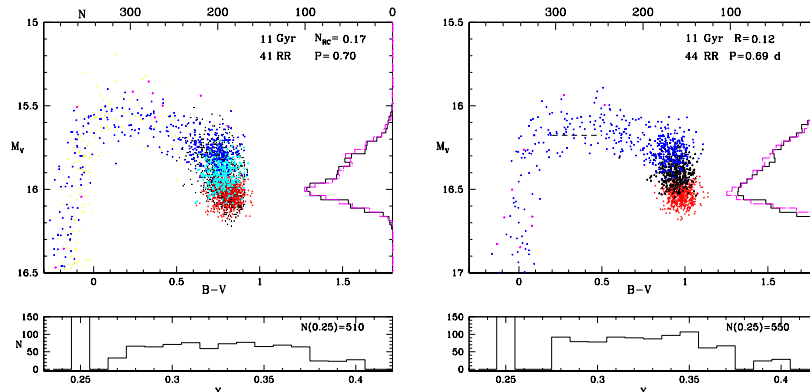 N 300 200 100 0
300 200 100
15
15.5
16
16.5
M_V
11 Gyr N_RC = 0.17
41 RR P=0.70
0 0.5 1 1.5
B-V
15.5
16
16.5
17
M_V
11 Gyr R=0.12
44 RR P=0.69 d
0 0.5 1 1.5
B-V
150
100
50
0
N
N(0.25)=510
0.25 0.3 0.35 0.4
150
100
50
0
N(0.25)=550
0.25 0.3 0.35 0.4